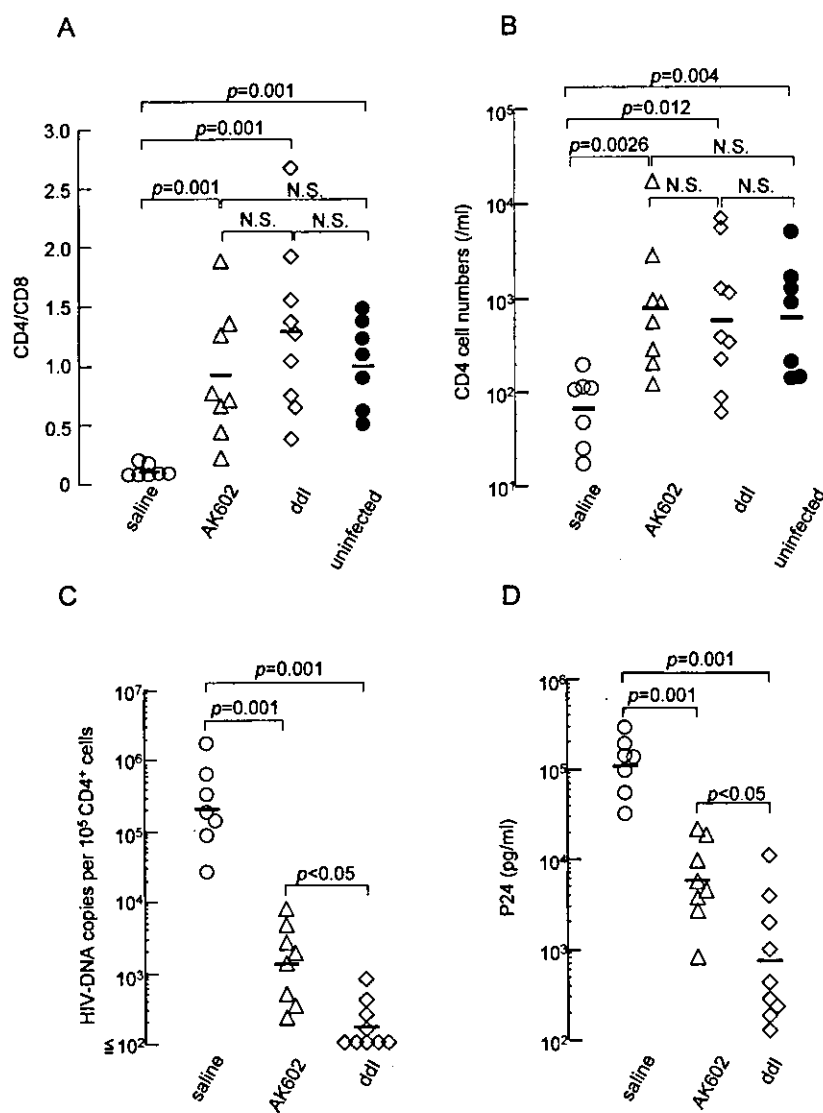 A
p=0.001
p=0.001
p=0.001
N.S.
N.S.
N.S.
3.0
2.5
2.0
1.5
1.0
0.5
0
CD4/CD8
saline
AK602
ddI
uninfected
B
p=0.004
p=0.012
p=0.0026
N.S.
N.S.
N.S.
10⁵
10⁴
10³
10²
10¹
CD4 cell numbers (/ml)
saline
AK602
ddI
uninfected
C
p=0.001
p=0.001
p<0.05
10⁷
10⁶
10⁵
10⁴
10³
≤10²
HIV-DNA copies per 10⁵ CD4⁺ cells
saline
AK602
ddI
D
p=0.001
p=0.001
p<0.05
10⁶
10⁵
10⁴
10³
10²
P24 (pg/ml)
saline
AK602
ddI